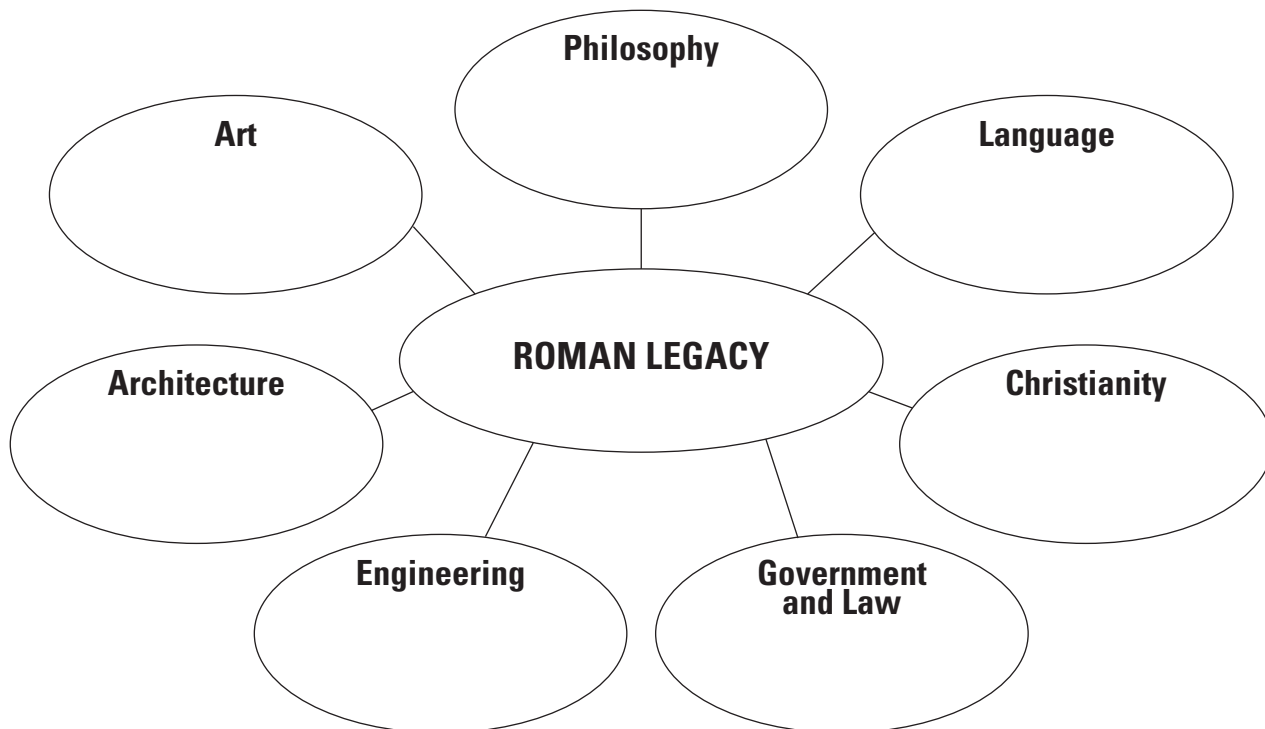 Philosophy
Art
Language
ROMAN LEGACY
Architecture
Christianity
Engineering
Government
and Law